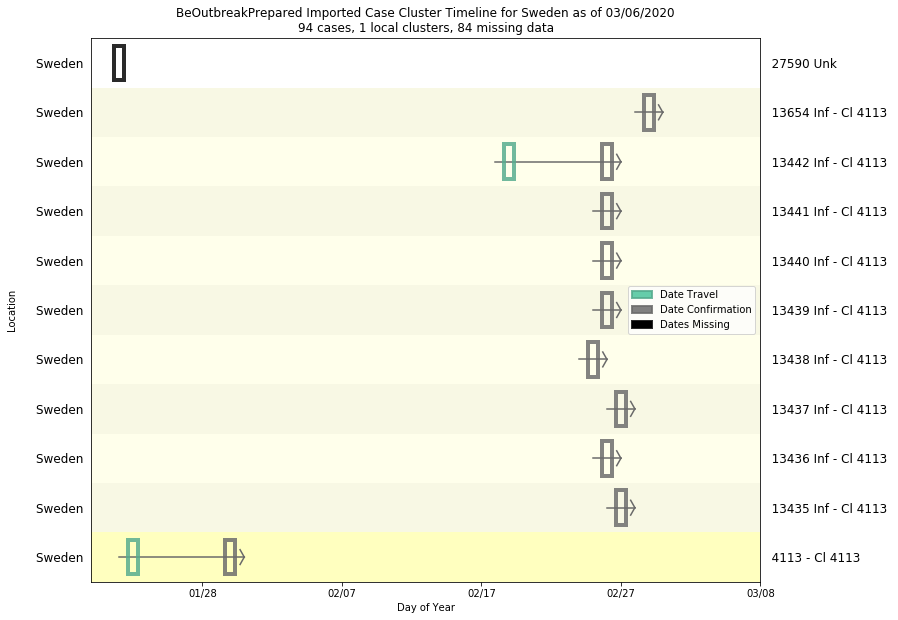 BeOutbreakPrepared Imported Case Cluster Timeline for Sweden as of 03/06/2020
94 cases, 1 local clusters, 84 missing data
Sweden 27590 Unk
Sweden 13654 Inf - Cl 4113
Sweden 13442 Inf - Cl 4113
Sweden 13441 Inf - Cl 4113
Sweden 13440 Inf - Cl 4113
Sweden 13439 Inf - Cl 4113
Sweden 13438 Inf - Cl 4113
Sweden 13437 Inf - Cl 4113
Sweden 13436 Inf - Cl 4113
Sweden 13435 Inf - Cl 4113
Sweden 4113 - Cl 4113
Location
Date Travel
Date Confirmation
Dates Missing
01/28 02/07 02/17 02/27 03/08
Day of Year